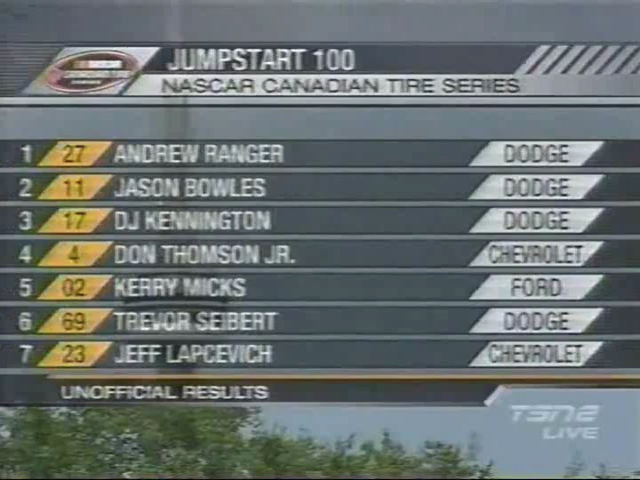 JUMPSTART 100
NASCAR CANADIAN TIRE SERIES
1 27 ANDREW RANGER DODGE
2 11 JASON BOWLES DODGE
3 17 DJ KENNINGTON DODGE
4 4 DON THOMSON JR. CHEVROLET
5 02 KERRY MICKS FORD
6 69 TREVOR SEIBERT DODGE
7 23 JEFF LAPCEVICH CHEVROLET
UNOFFICIAL RESULTS
TSN2
LIVE